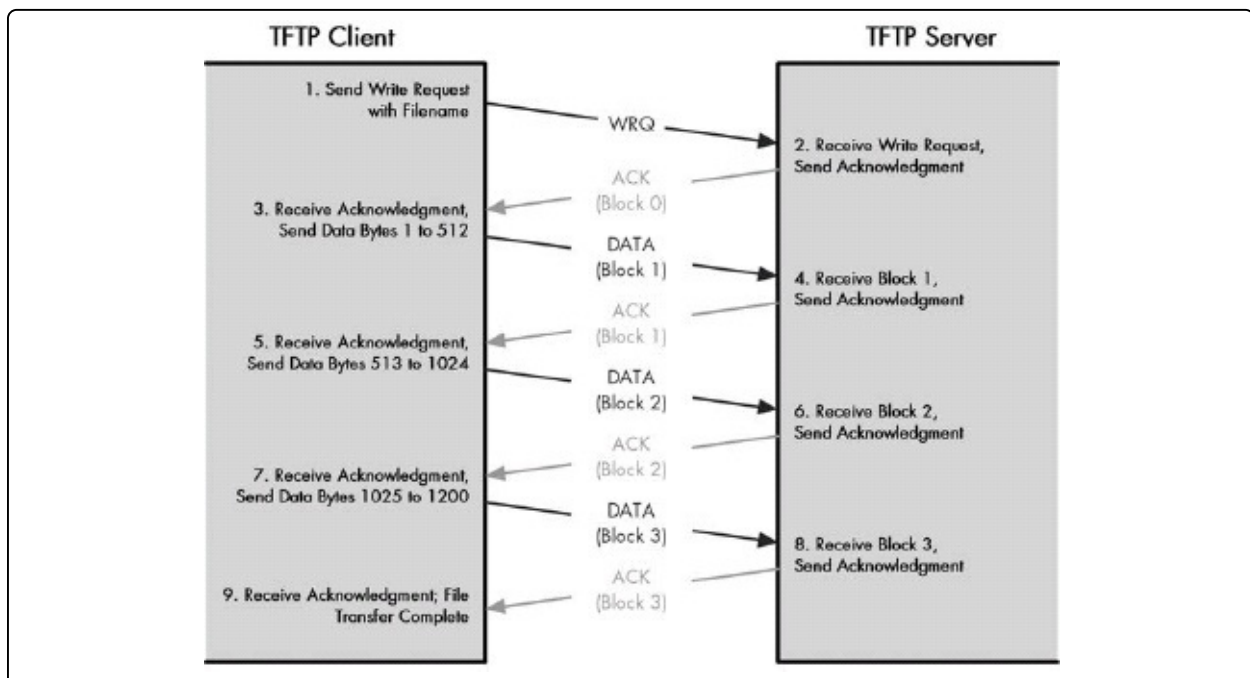 TFTP Client
TFTP Server
1. Send Write Request
with Filename
WRQ
2. Receive Write Request,
Send Acknowledgment
ACK
(Block 0)
3. Receive Acknowledgment,
Send Data Bytes 1 to 512
DATA
(Block 1)
4. Receive Block 1,
Send Acknowledgment
ACK
(Block 1)
5. Receive Acknowledgment,
Send Data Bytes 513 to 1024
DATA
(Block 2)
6. Receive Block 2,
Send Acknowledgment
ACK
(Block 2)
7. Receive Acknowledgment,
Send Data Bytes 1025 to 1200
DATA
(Block 3)
8. Receive Block 3,
Send Acknowledgment
ACK
(Block 3)
9. Receive Acknowledgment; File
Transfer Complete